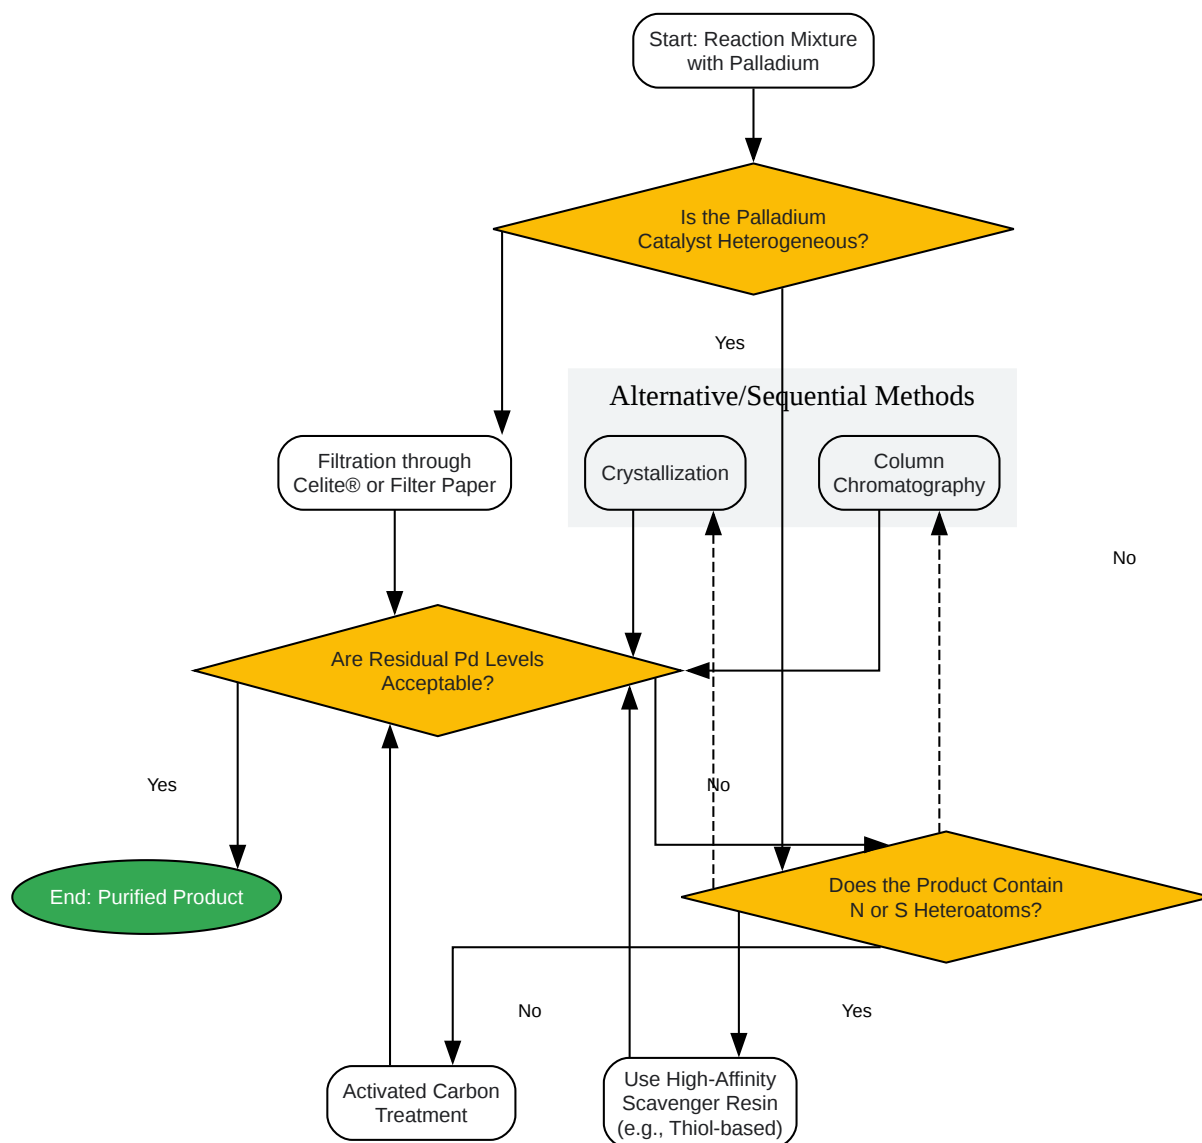 Start: Reaction Mixture
with Palladium
Is the Palladium
Catalyst Heterogeneous?
Yes
Alternative/Sequential Methods
Filtration through
Celite® or Filter Paper
Crystallization
Column
Chromatography
No
Are Residual Pd Levels
Acceptable?
Yes
No
End: Purified Product
Does the Product Contain
N or S Heteroatoms?
No
Yes
Activated Carbon
Treatment
Use High-Affinity
Scavenger Resin
(e.g., Thiol-based)